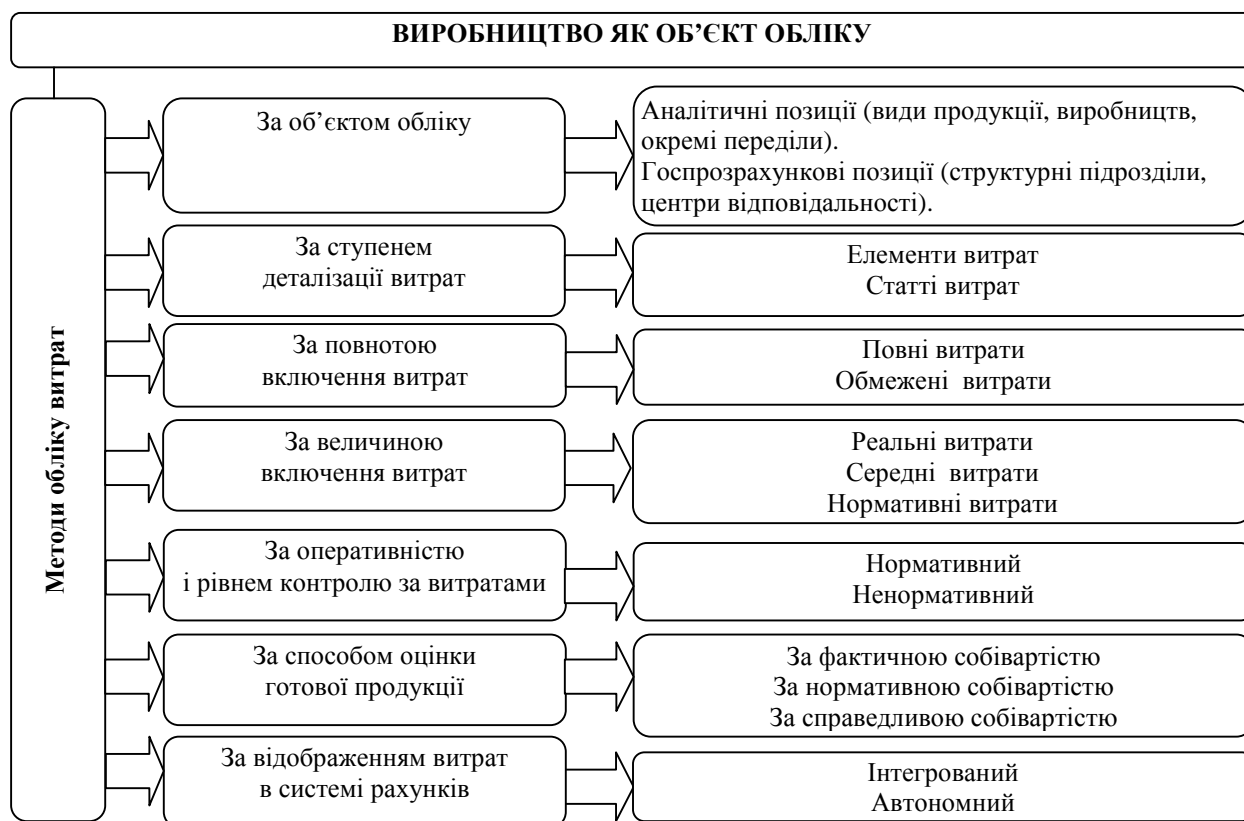 ВИРОБНИЦТВО ЯК ОБ’ЄКТ ОБЛІКУ
Методи обліку витрат
За об’єктом обліку
Аналітичні позиції (види продукції, виробництв,
окремі переділи).
Госпрозрахункові позиції (структурні підрозділи,
центри відповідальності).
За ступенем
деталізації витрат
Елементи витрат
Статті витрат
За повнотою
включення витрат
Повні витрати
Обмежені витрати
За величиною
включення витрат
Реальні витрати
Середні витрати
Нормативні витрати
За оперативністю
і рівнем контролю за витратами
Нормативний
Ненормативний
За способом оцінки
готової продукції
За фактичною собівартістю
За нормативною собівартістю
За справедливою собівартістю
За відображенням витрат
в системі рахунків
Інтегрований
Автономний